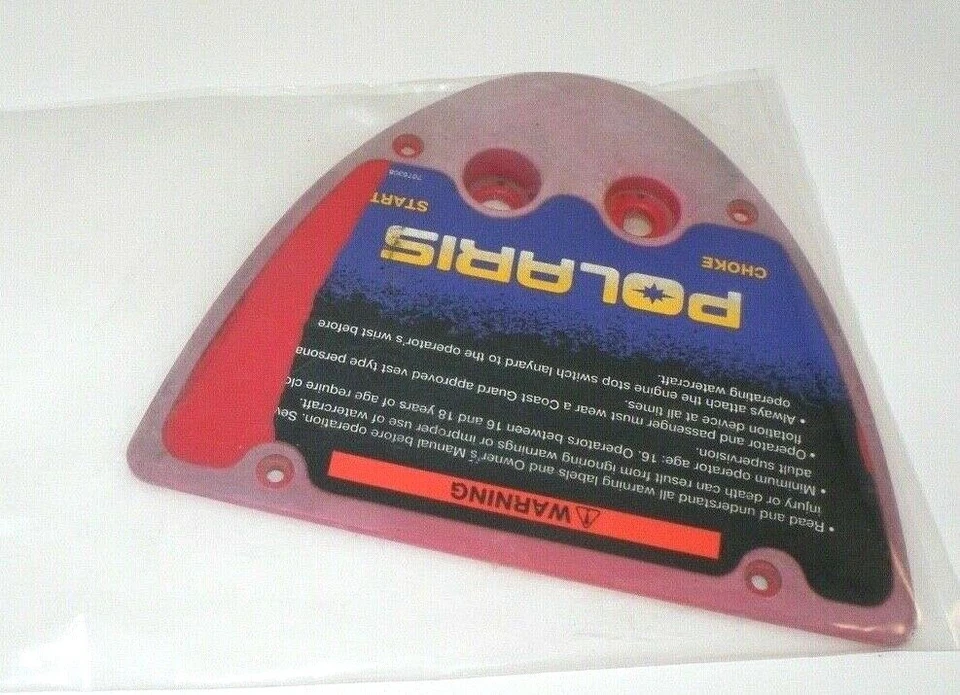 ⚠WARNING
• Read and understand all warning labels and Owner's Manual before operation. Sev
injury or death can result from ignoring warnings or improper use of watercraft.
• Minimum operator age: 16. Operators between 16 and 18 years of age require clo
adult supervision.
• Operator and passenger must wear a Coast Guard approved vest type persona
flotation device at all times.
• Always attach the engine stop switch lanyard to the operator's wrist before
operating watercraft.
POLARIS
CHOKE
START